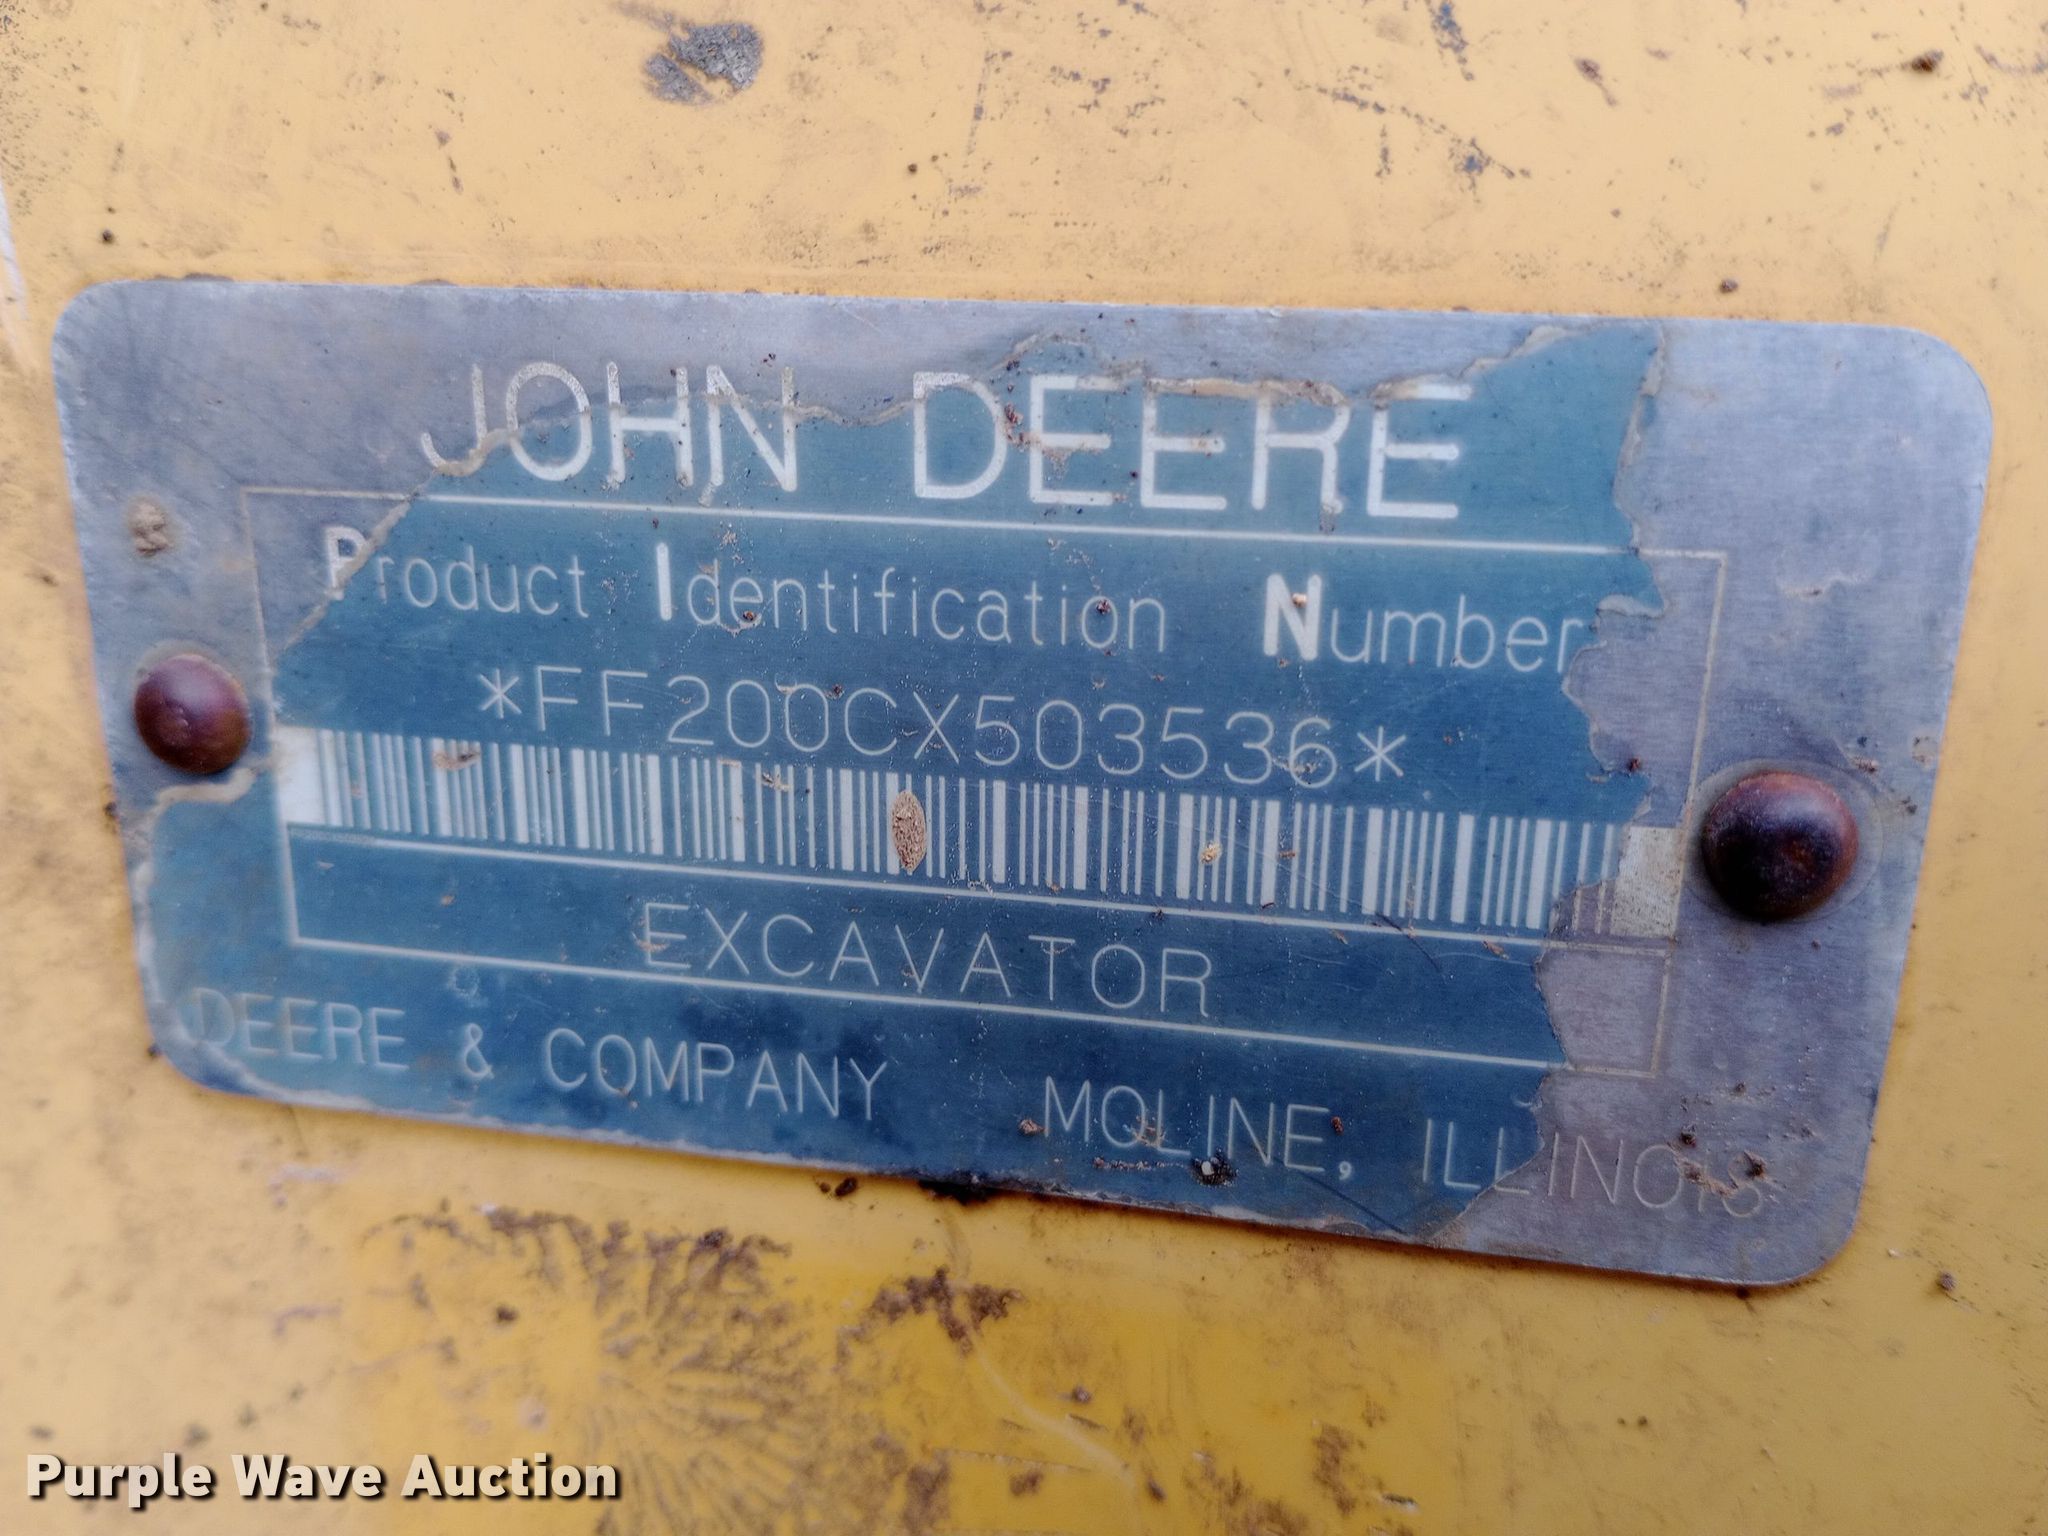 JOHN DEERE
Product Identification Number
*FF200CX503536*
EXCAVATOR
DEERE & COMPANY MOLINE, ILLINOIS
Purple Wave Auction